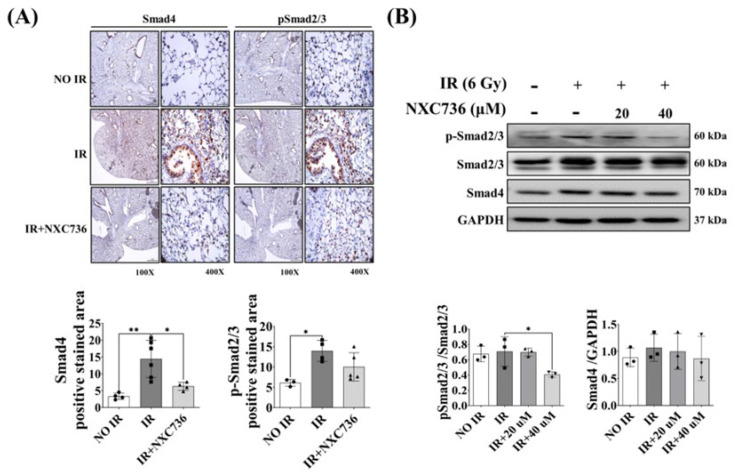 (A)
Smad4
pSmad2/3
NO IR
IR
IR+NXC736
100X
400X
100X
400X
Smad4
positive stained area
25
20
15
10
5
0
**
*
NO IR
IR
IR+NXC736
p-Smad2/3
positive stained area
20
15
10
5
0
*
NO IR
IR
IR+NXC736
(B)
IR (6 Gy) - + + +
NXC736 (μM) - - 20 40
p-Smad2/3 60 kDa
Smad2/3 60 kDa
Smad4 70 kDa
GAPDH 37 kDa
pSmad2/3 /Smad2/3
1.0
0.8
0.6
0.4
0.2
0.0
*
NO IR
IR
IR+20 uM
IR+40 uM
Smad4 /GAPDH
1.5
1.0
0.5
0.0
NO IR
IR
IR+20 uM
IR+40 uM